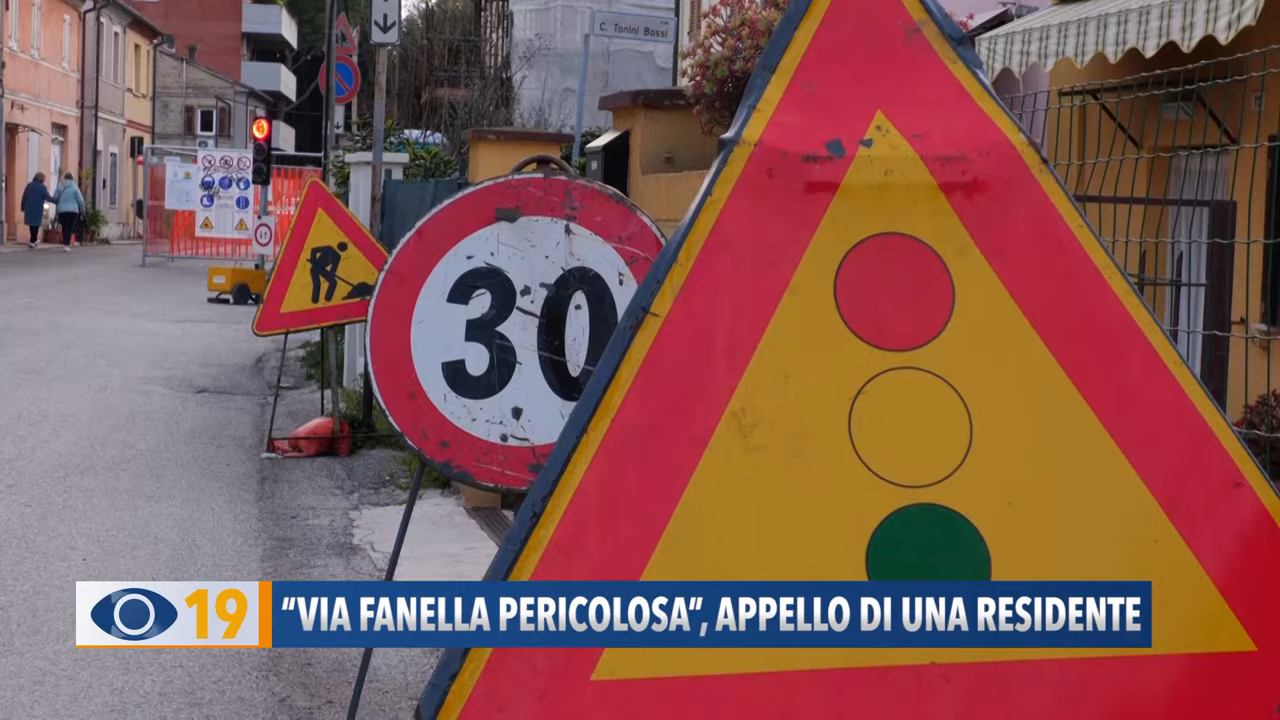 C. Tonini Bossi
30
19
"VIA FANELLA PERICOLOSA", APPELLO DI UNA RESIDENTE